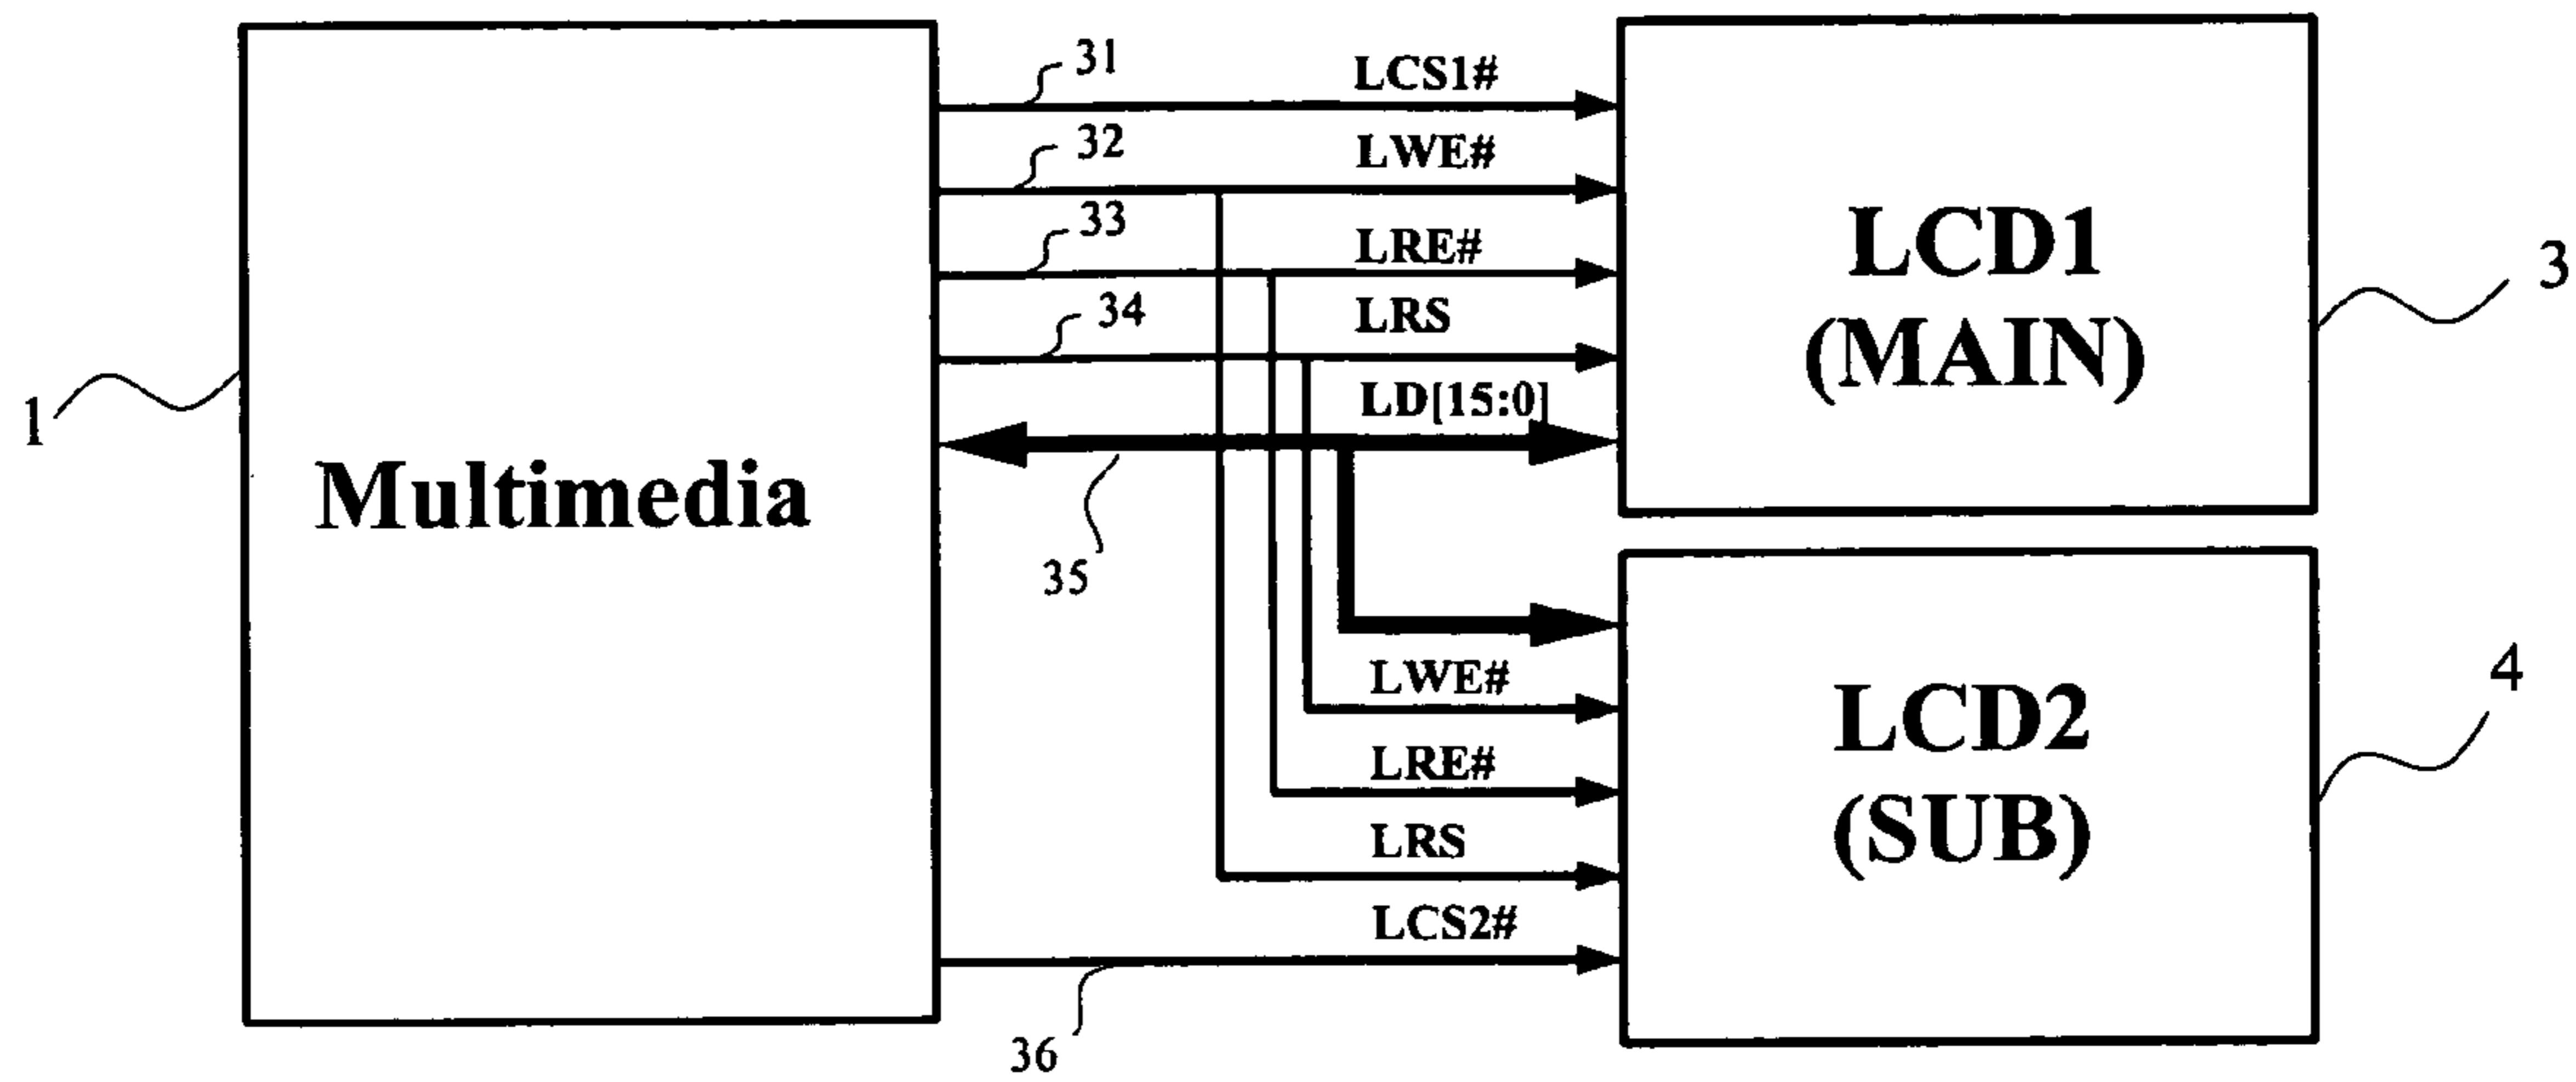 31
LCS1#
32
LWE#
33
LRE#
34
LRS
LD[15:0]
LCD1
(MAIN)
3
1
Multimedia
35
LWE#
LRE#
LRS
LCS2#
LCD2
(SUB)
4
36